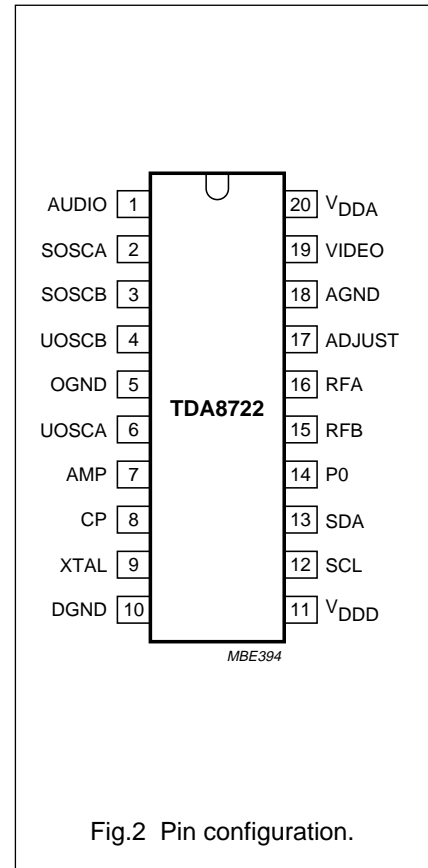 AUDIO 1 20 VDDA
SOSCA 2 19 VIDEO
SOSCB 3 18 AGND
UOSCB 4 17 ADJUST
OGND 5 16 RFA
TDA8722
UOSCA 6 15 RFB
AMP 7 14 P0
CP 8 13 SDA
XTAL 9 12 SCL
DGND 10 11 VDDD
MBE394
Fig.2 Pin configuration.